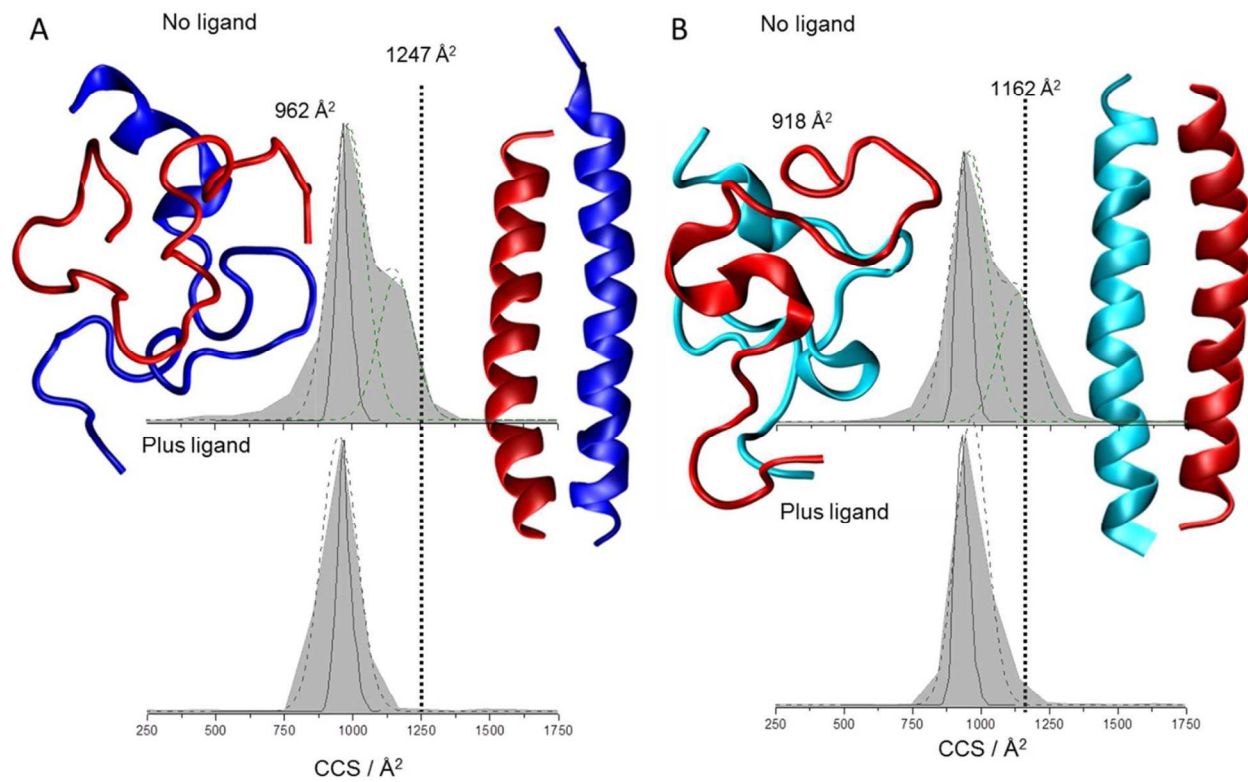 A
No ligand
1247 Å²
962 Å²
Plus ligand
250 500 750 1000 1250 1500 1750
CCS / Å²
B
No ligand
1162 Å²
918 Å²
Plus ligand
250 500 750 1000 1250 1500 1750
CCS / Å²